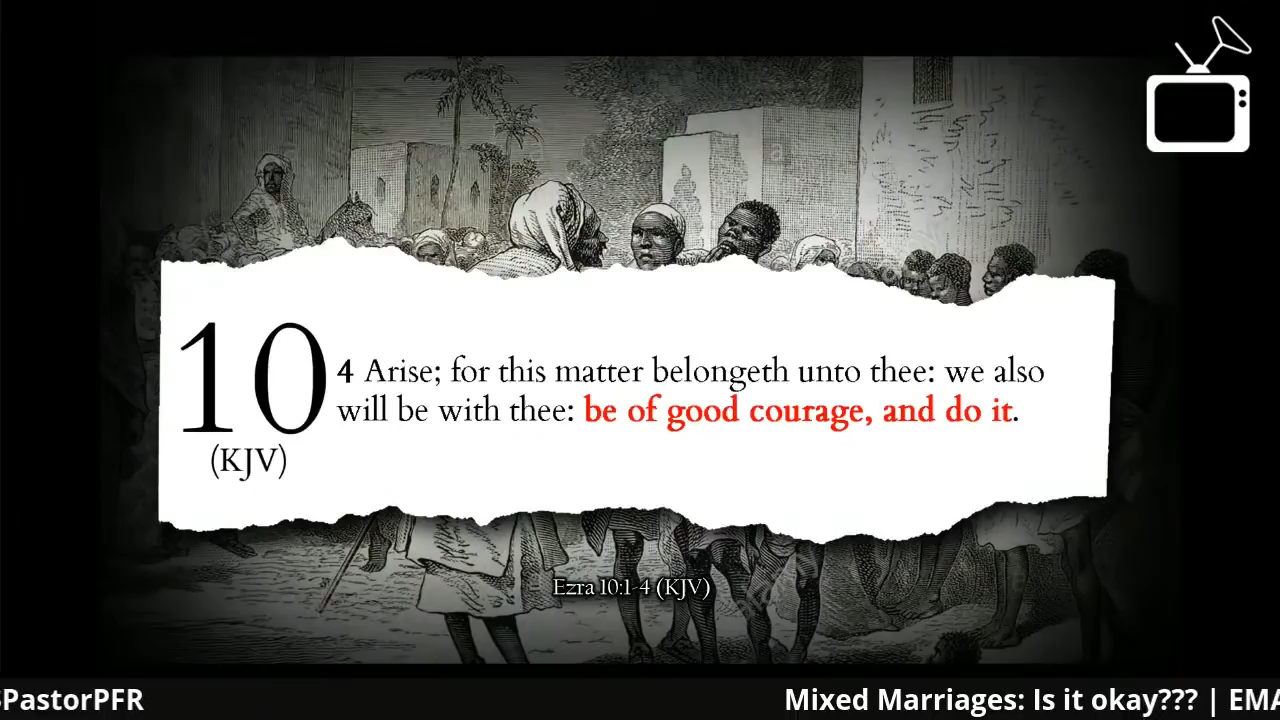 10
(KJV)
4 Arise; for this matter belongeth unto thee: we also
will be with thee: be of good courage, and do it.
Ezra 10:1-4 (KJV)
PastorPFR
Mixed Marriages: Is it okay??? | EMA